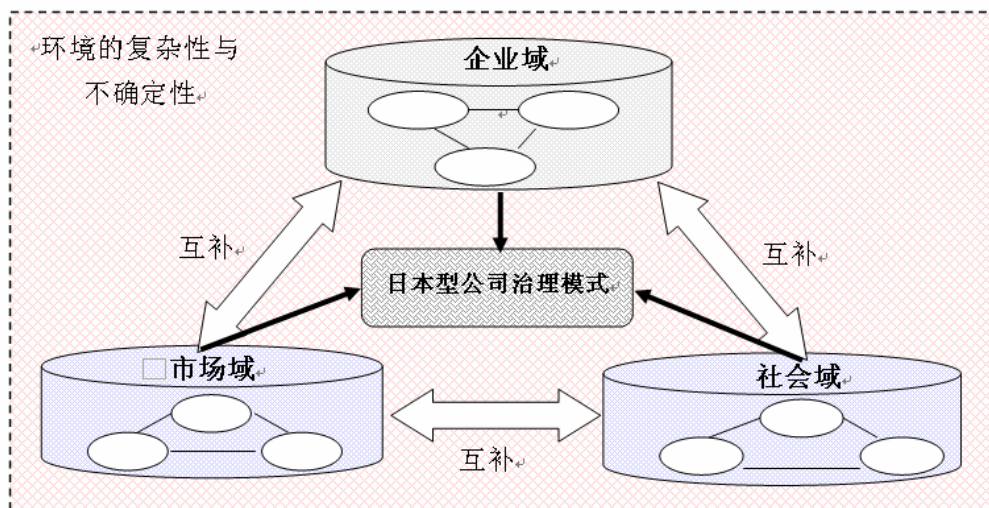 环境的复杂性与
不确定性
企业域
互补
互补
日本型公司治理模式
市场域
社会域
互补